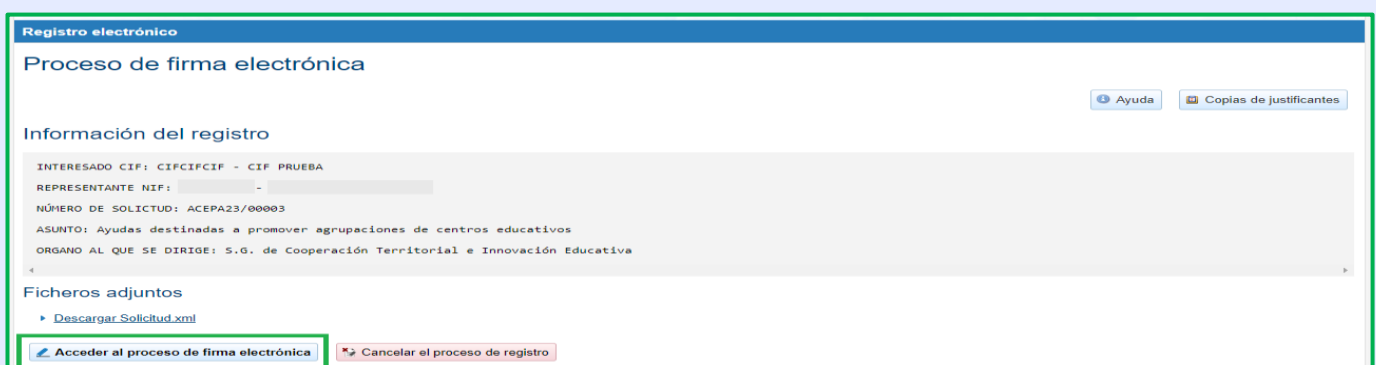 Registro electrónico
Proceso de firma electrónica
Ayuda
Copias de justificantes
Información del registro
INTERESADO CIF: CIFCIFCIF - CIF PRUEBA
REPRESENTANTE NIF: -
NÚMERO DE SOLICTUD: ACEPA23/00003
ASUNTO: Ayudas destinadas a promover agrupaciones de centros educativos
ORGANO AL QUE SE DIRIGE: S.G. de Cooperación Territorial e Innovación Educativa
Ficheros adjuntos
Descargar Solicitud.xml
Acceder al proceso de firma electrónica
Cancelar el proceso de registro